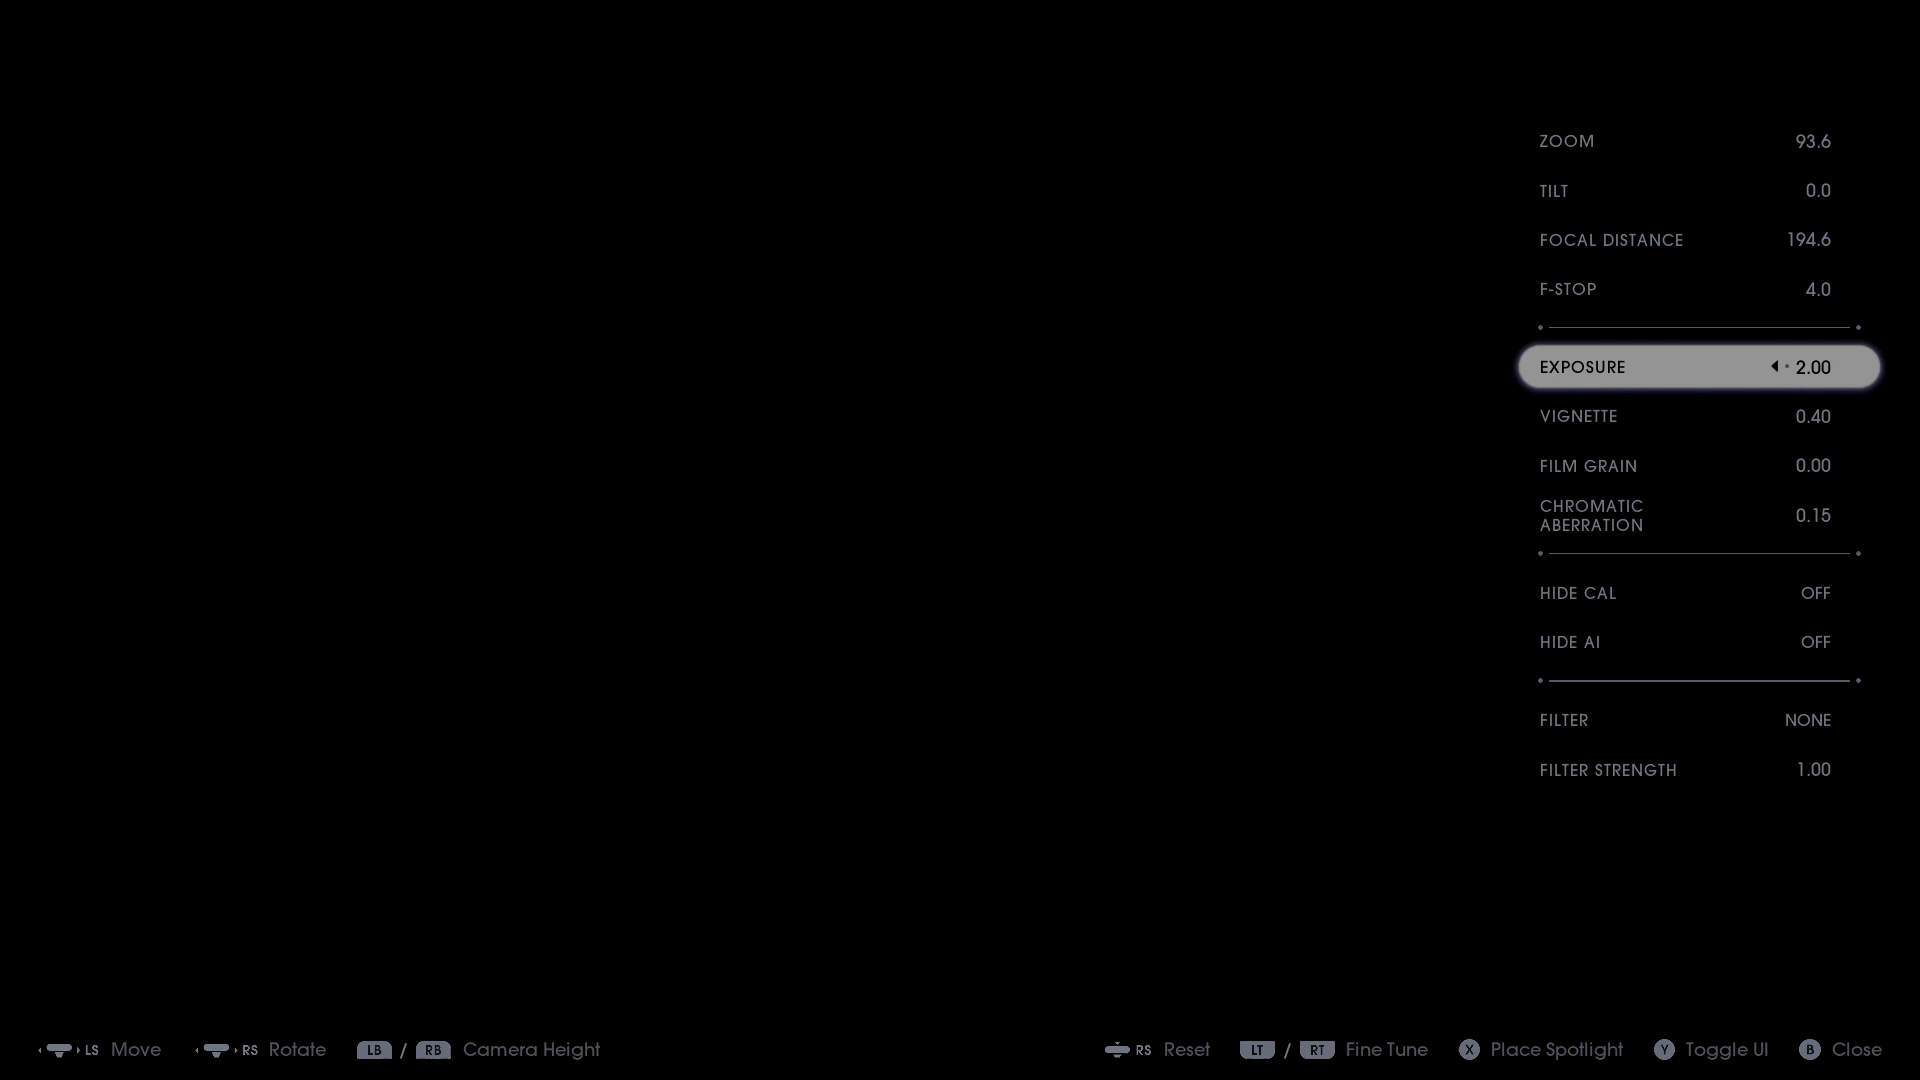 ZOOM 93.6
TILT 0.0
FOCAL DISTANCE 194.6
F-STOP 4.0
EXPOSURE 2.00
VIGNETTE 0.40
FILM GRAIN 0.00
CHROMATIC
ABERRATION 0.15
HIDE CAL OFF
HIDE AI OFF
FILTER NONE
FILTER STRENGTH 1.00
LS Move RS Rotate LB / RB Camera Height RS Reset LT / RT Fine Tune X Place Spotlight Y Toggle UI B Close